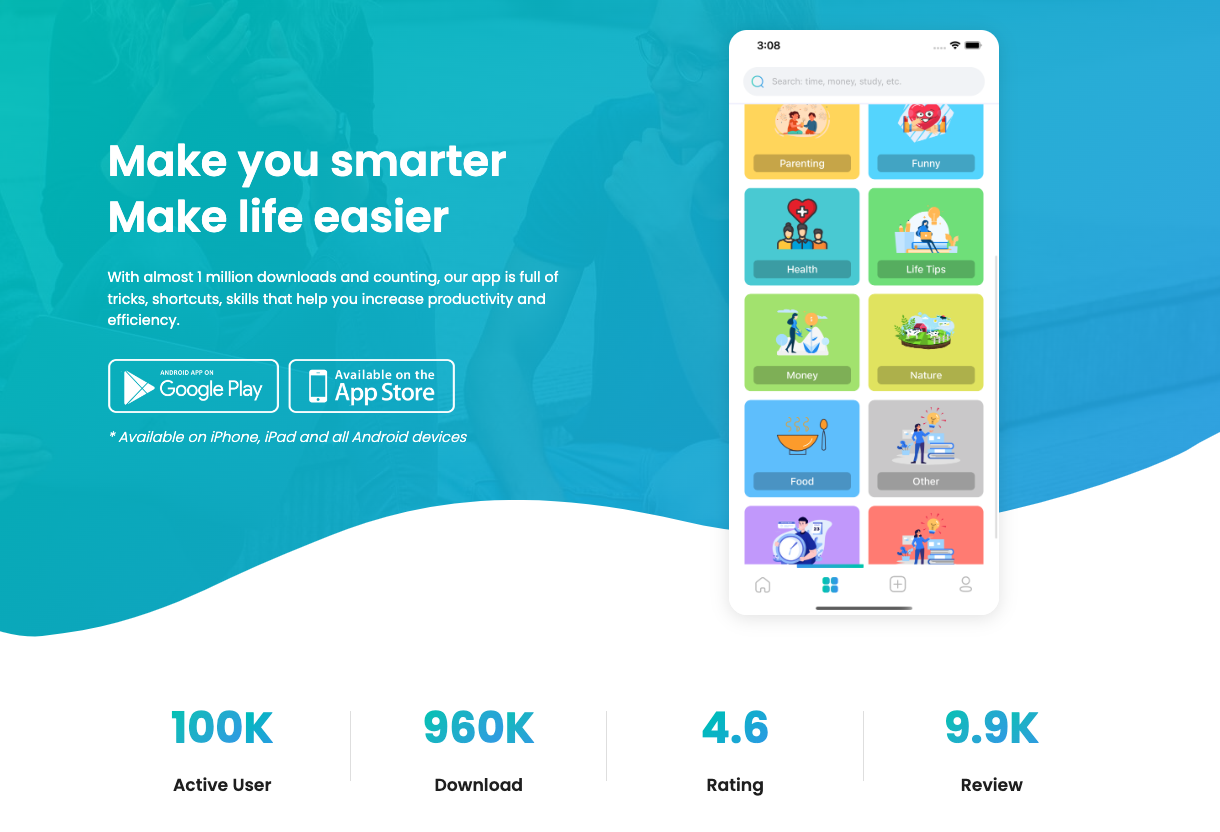 Make you smarter
Make life easier
With almost 1 million downloads and counting, our app is full of
tricks, shortcuts, skills that help you increase productivity and
efficiency.
ANDROID APP ON
Google Play
Available on the
App Store
* Available on iPhone, iPad and all Android devices
3:08
Search: time, money, study, etc.
Parenting
Funny
Health
Life Tips
Money
Nature
Food
Other
23
100K
Active User
960K
Download
4.6
Rating
9.9K
Review